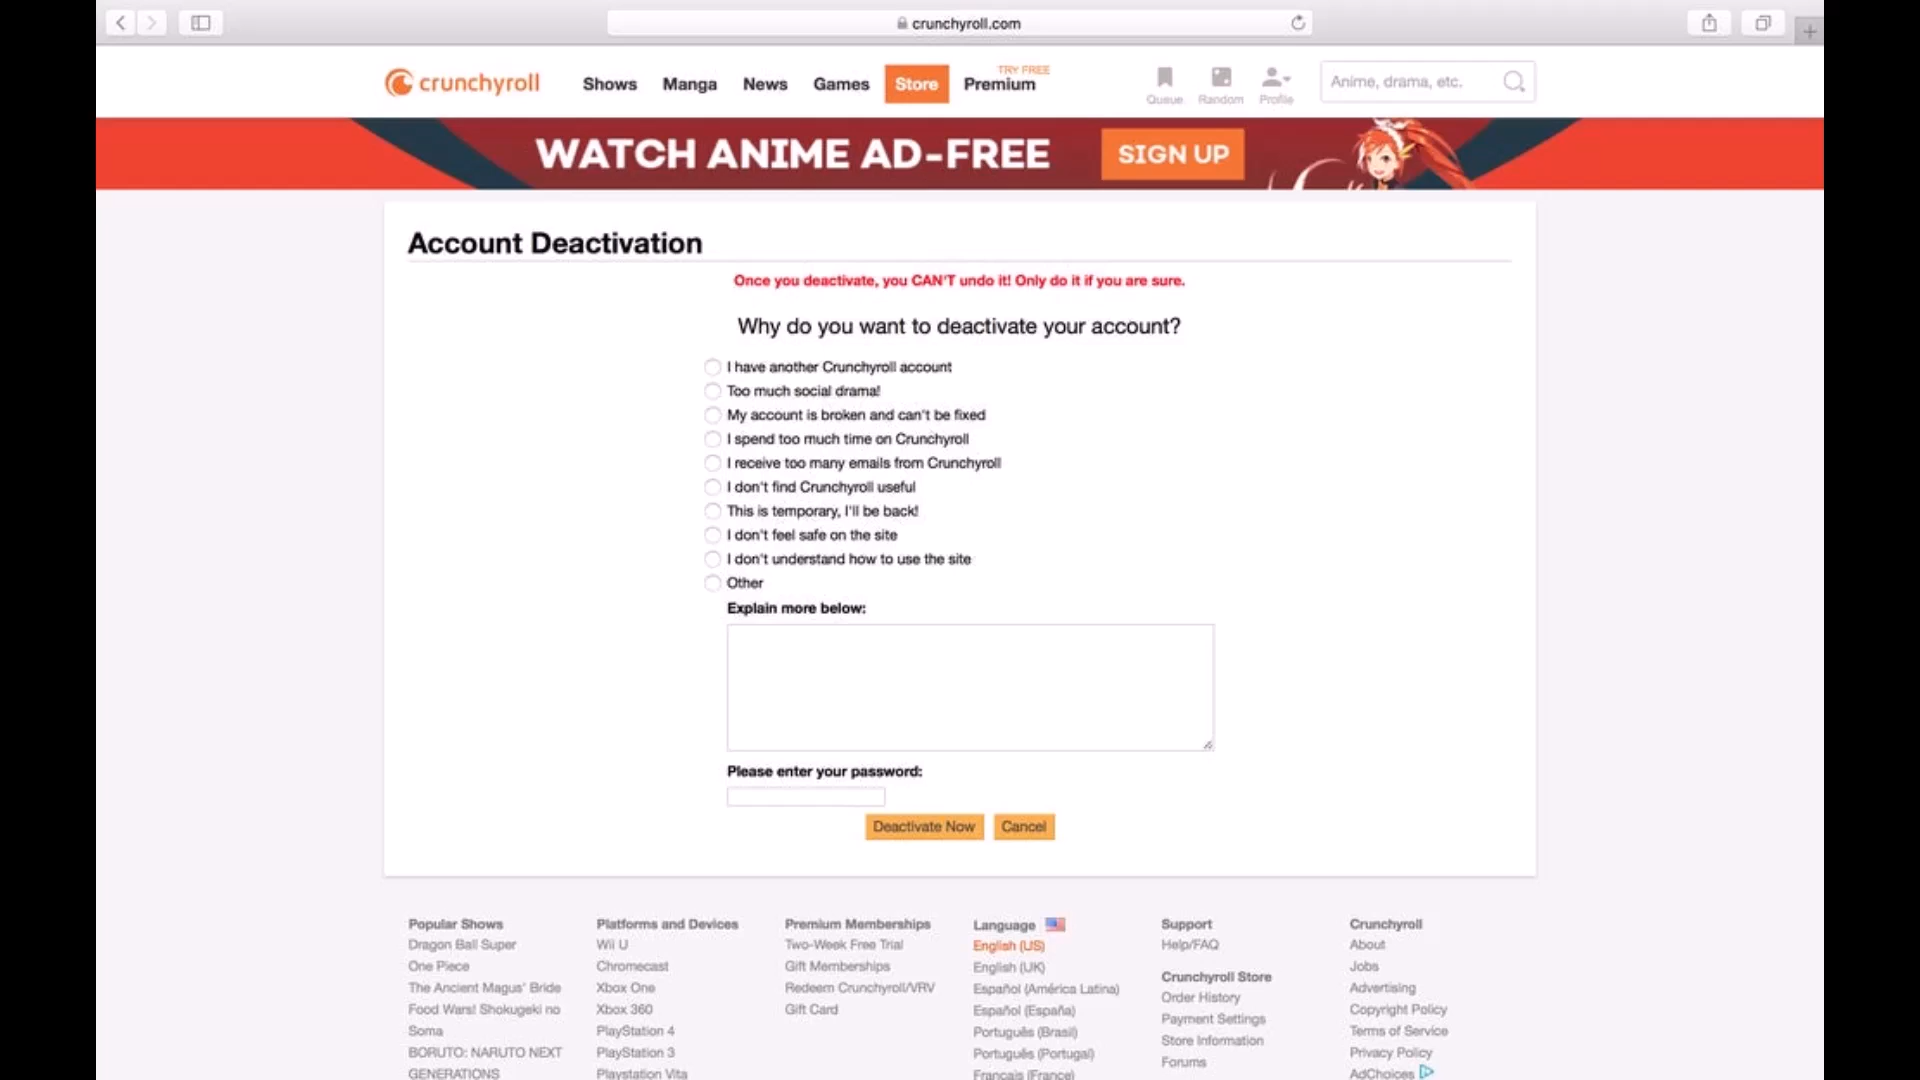 crunchyroll.com
crunchyroll
Shows
Manga
News
Games
Store
TRY FREE
Premium
Queue
Random
Profile
Anime, drama, etc.
WATCH ANIME AD-FREE
SIGN UP
Account Deactivation
Once you deactivate, you CAN'T undo it! Only do it if you are sure.
Why do you want to deactivate your account?
I have another Crunchyroll account
Too much social drama!
My account is broken and can't be fixed
I spend too much time on Crunchyroll
I receive too many emails from Crunchyroll
I don't find Crunchyroll useful
This is temporary, I'll be back!
I don't feel safe on the site
I don't understand how to use the site
Other
Explain more below:
Please enter your password:
Deactivate Now
Cancel
Popular Shows
Dragon Ball Super
One Piece
The Ancient Magus' Bride
Food Wars! Shokugeki no
Soma
BORUTO: NARUTO NEXT
GENERATIONS
Platforms and Devices
Wii U
Chromecast
Xbox One
Xbox 360
PlayStation 4
PlayStation 3
Playstation Vita
Premium Memberships
Two-Week Free Trial
Gift Memberships
Redeem Crunchyroll/VRV
Gift Card
Language
English (US)
English (UK)
Español (América Latina)
Español (España)
Português (Brasil)
Português (Portugal)
Français (France)
Support
Help/FAQ
Crunchyroll Store
Order History
Payment Settings
Store Information
Forums
Crunchyroll
About
Jobs
Advertising
Copyright Policy
Terms of Service
Privacy Policy
AdChoices